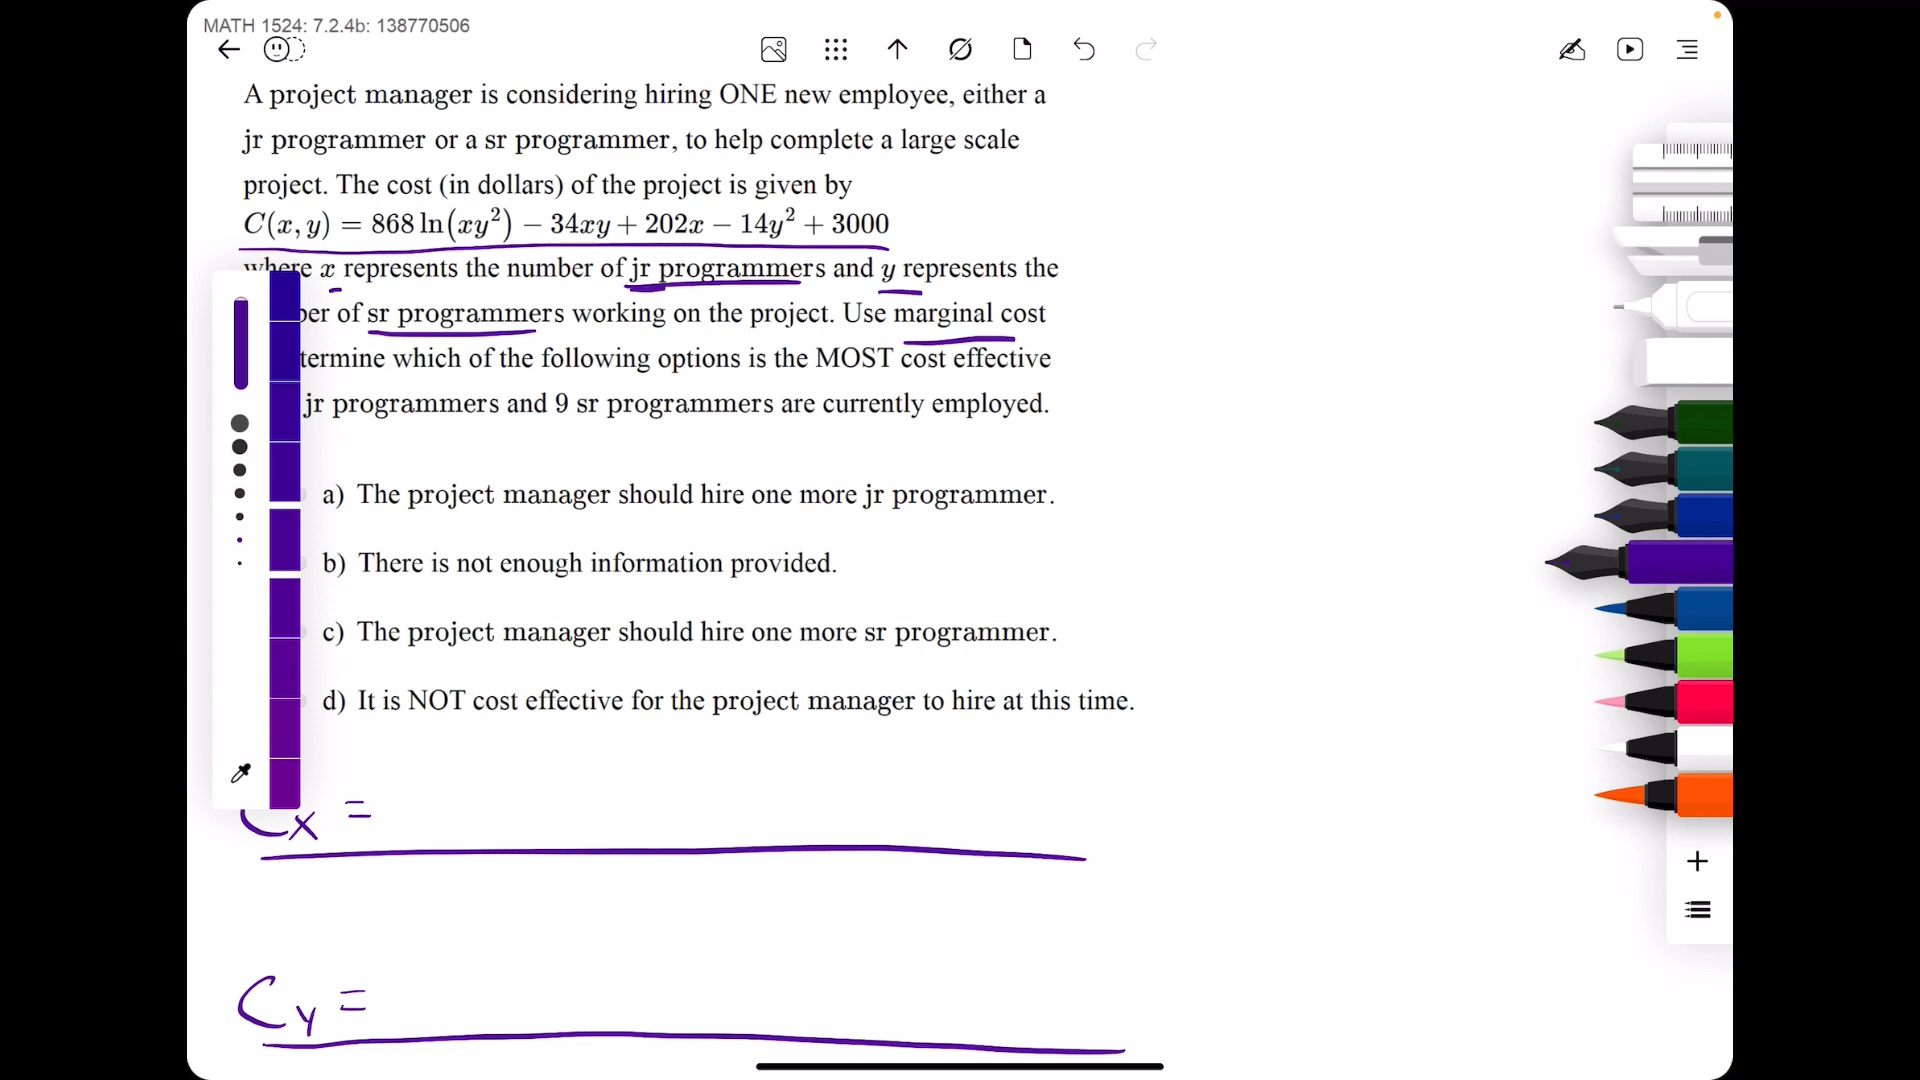 MATH 1524: 7.2.4b: 138770506
A project manager is considering hiring ONE new employee, either a
jr programmer or a sr programmer, to help complete a large scale
project. The cost (in dollars) of the project is given by
C(x, y) = 868 ln(xy²) − 34xy + 202x − 14y² + 3000
where x represents the number of jr programmers and y represents the
ber of sr programmers working on the project. Use marginal cost
termine which of the following options is the MOST cost effective
jr programmers and 9 sr programmers are currently employed.
a) The project manager should hire one more jr programmer.
b) There is not enough information provided.
c) The project manager should hire one more sr programmer.
d) It is NOT cost effective for the project manager to hire at this time.
Cx =
Cy =